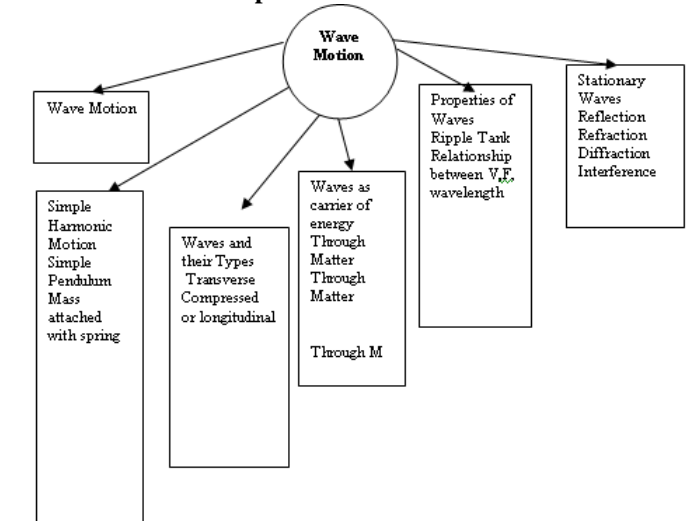 Wave
Motion
Wave Motion
Simple
Harmonic
Motion
Simple
Pendulum
Mass
attached
with spring
Waves and
their Types
Transverse
Compressed
or longitudinal
Waves as
carrier of
energy
Through
Matter
Through
Matter
Through M
Properties of
Waves
Ripple Tank
Relationship
between V,F,
wavelength
Stationary
Waves
Reflection
Refraction
Diffraction
Interference